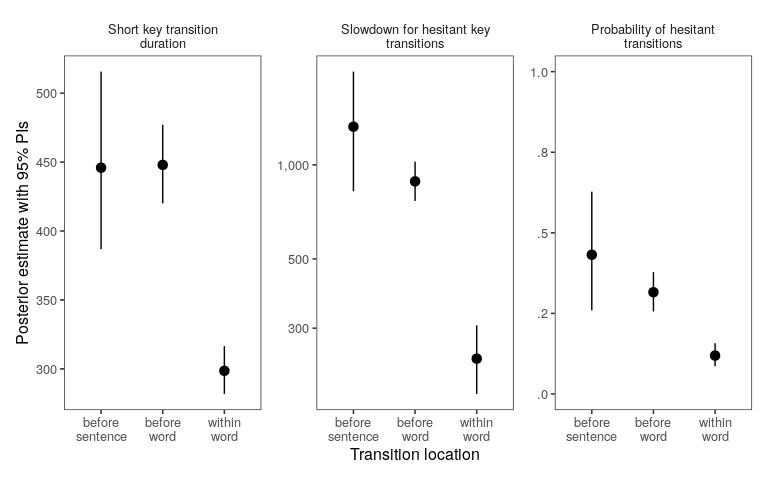 Short key transition
duration
Slowdown for hesitant key
transitions
Probability of hesitant
transitions
Posterior estimate with 95% PIs
500
450
400
350
300
1,000
500
300
1.0
.8
.5
.2
.0
before
sentence
before
word
within
word
before
sentence
before
word
within
word
before
sentence
before
word
within
word
Transition location